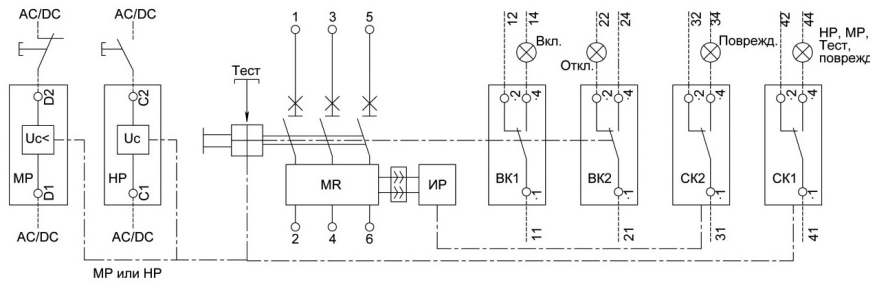 AC/DC AC/DC 1 3 5 12 14 22 24 32 34 42 44
Вкл. Откл. Поврежд. НР, МР,
Тест,
поврежд
Тест
D2 C2 .2 .4 .2 .4 .2 .4 .2 .4
Uc< Uc
МР НР MR ИР ВК1 ВК2 СК2 СК1
D1 C1 .1 .1 .1 .1
AC/DC AC/DC 2 4 6 11 21 31 41
МР или НР